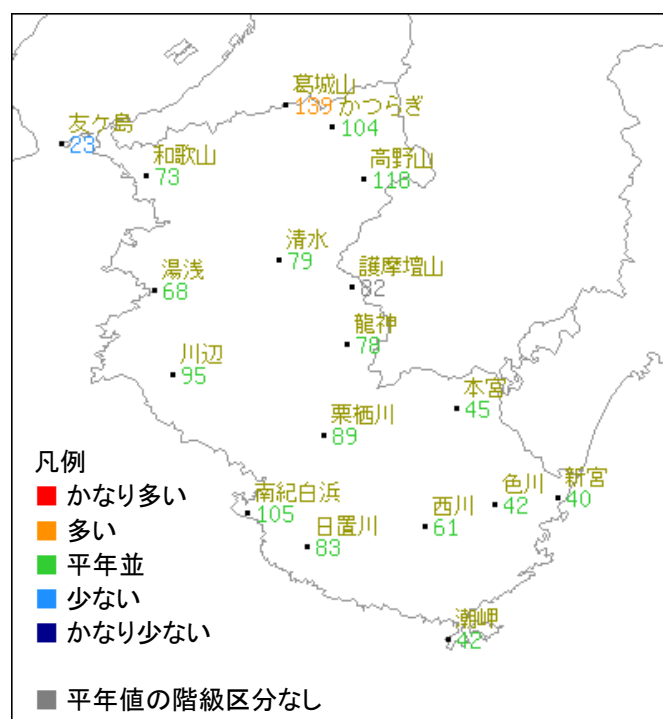 葛城山
139
かつらぎ
104
友ケ島
23
和歌山
73
高野山
118
清水
79
護摩壇山
82
湯浅
68
龍神
78
川辺
95
本宮
45
栗栖川
89
南紀白浜
105
日置川
83
西川
61
色川
42
新宮
40
潮岬
42
凡例
かなり多い
多い
平年並
少ない
かなり少ない
平年値の階級区分なし